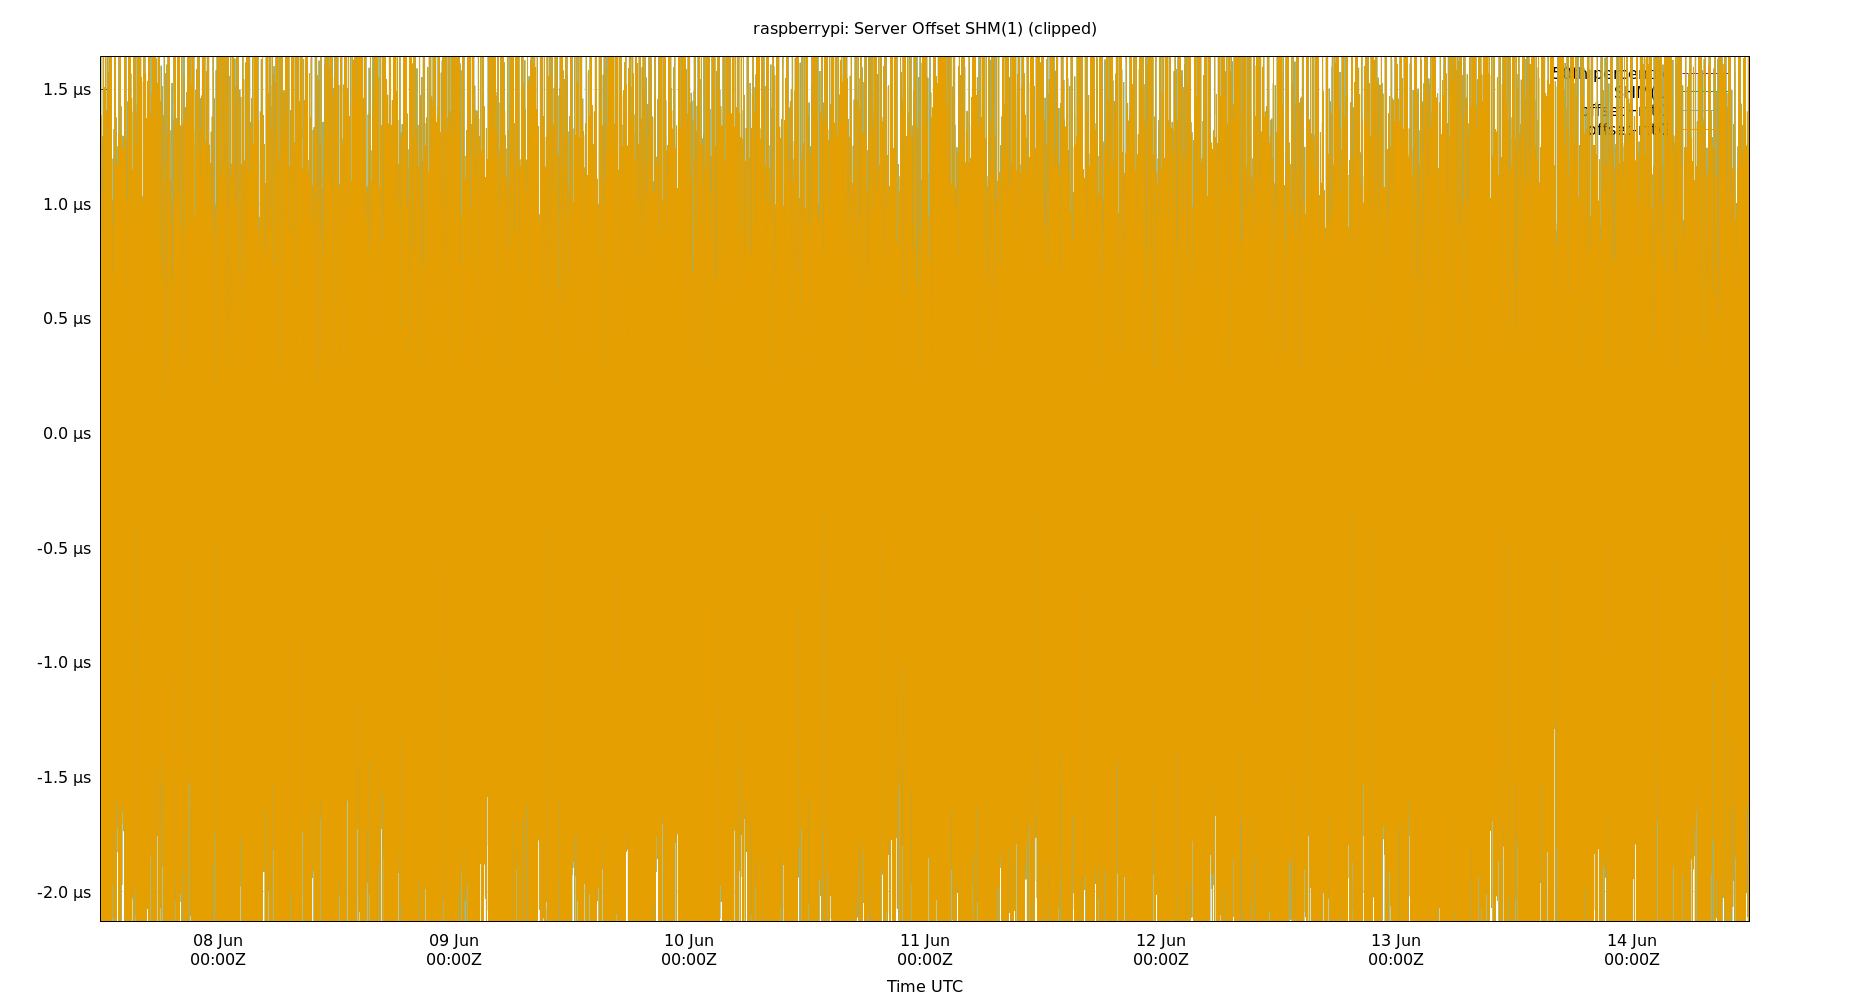 raspberrypi: Server Offset SHM(1) (clipped)
1.5 µs
1.0 µs
0.5 µs
0.0 µs
-0.5 µs
-1.0 µs
-1.5 µs
-2.0 µs
08 Jun 09 Jun 10 Jun 11 Jun 12 Jun 13 Jun 14 Jun
00:00Z 00:00Z 00:00Z 00:00Z 00:00Z 00:00Z 00:00Z
Time UTC